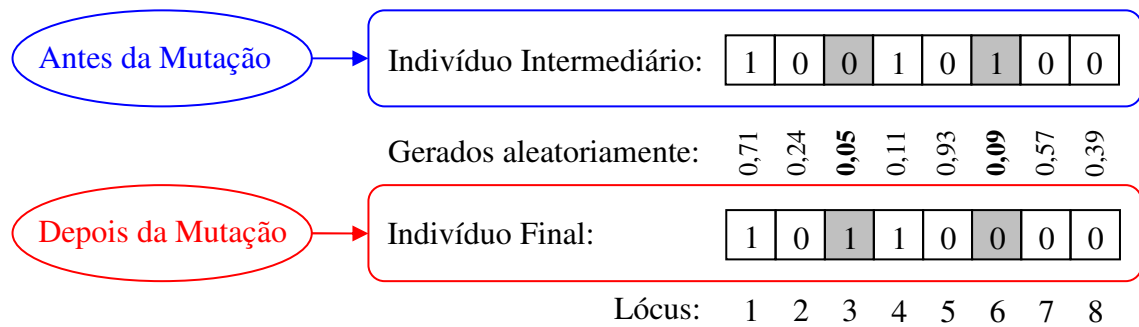 Antes da Mutação
Indivíduo Intermediário: 1 0 0 1 0 1 0 0
Gerados aleatoriamente: 0,71 0,24 0,05 0,11 0,93 0,09 0,57 0,39
Depois da Mutação
Indivíduo Final: 1 0 1 1 0 0 0 0
Lócus: 1 2 3 4 5 6 7 8